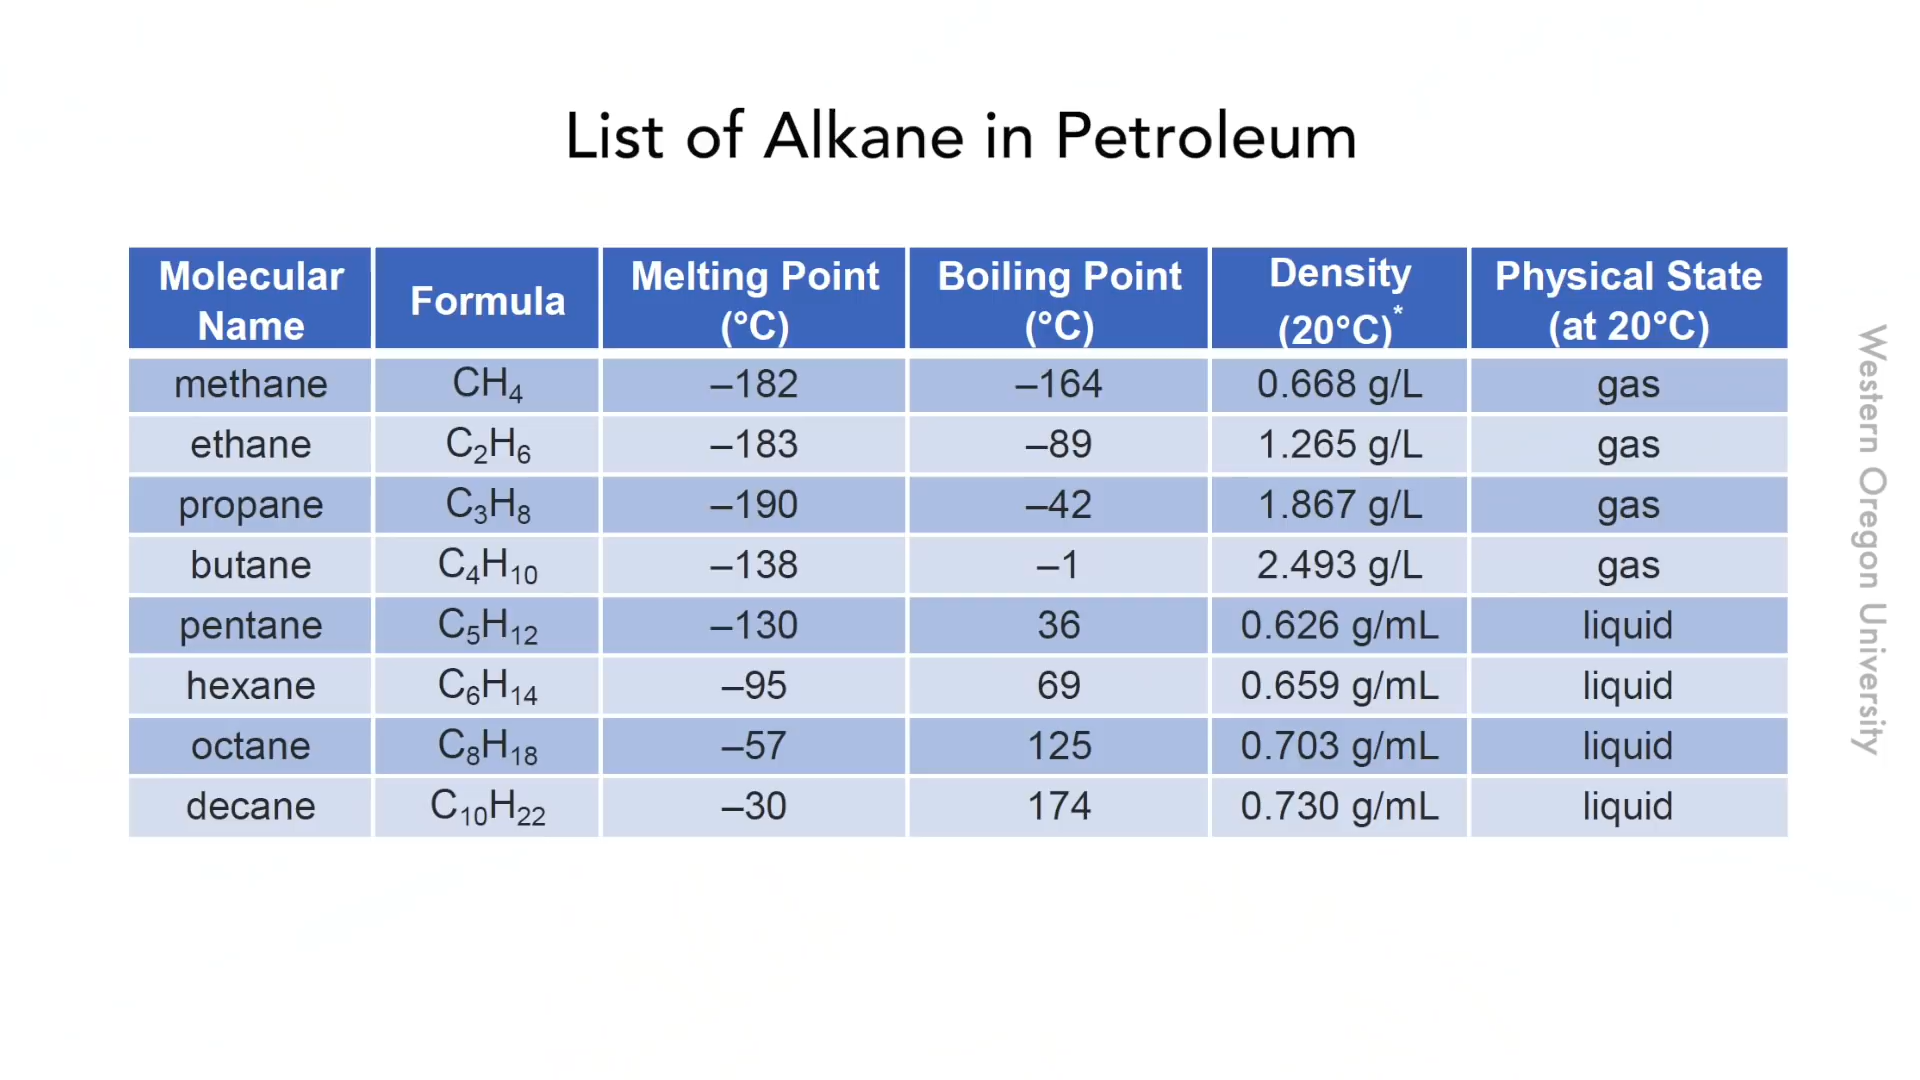 List of Alkane in Petroleum
Molecular Name Formula Melting Point (°C) Boiling Point (°C) Density (20°C)* Physical State (at 20°C)
methane CH₄ –182 –164 0.668 g/L gas
ethane C₂H₆ –183 –89 1.265 g/L gas
propane C₃H₈ –190 –42 1.867 g/L gas
butane C₄H₁₀ –138 –1 2.493 g/L gas
pentane C₅H₁₂ –130 36 0.626 g/mL liquid
hexane C₆H₁₄ –95 69 0.659 g/mL liquid
octane C₈H₁₈ –57 125 0.703 g/mL liquid
decane C₁₀H₂₂ –30 174 0.730 g/mL liquid
Western Oregon University